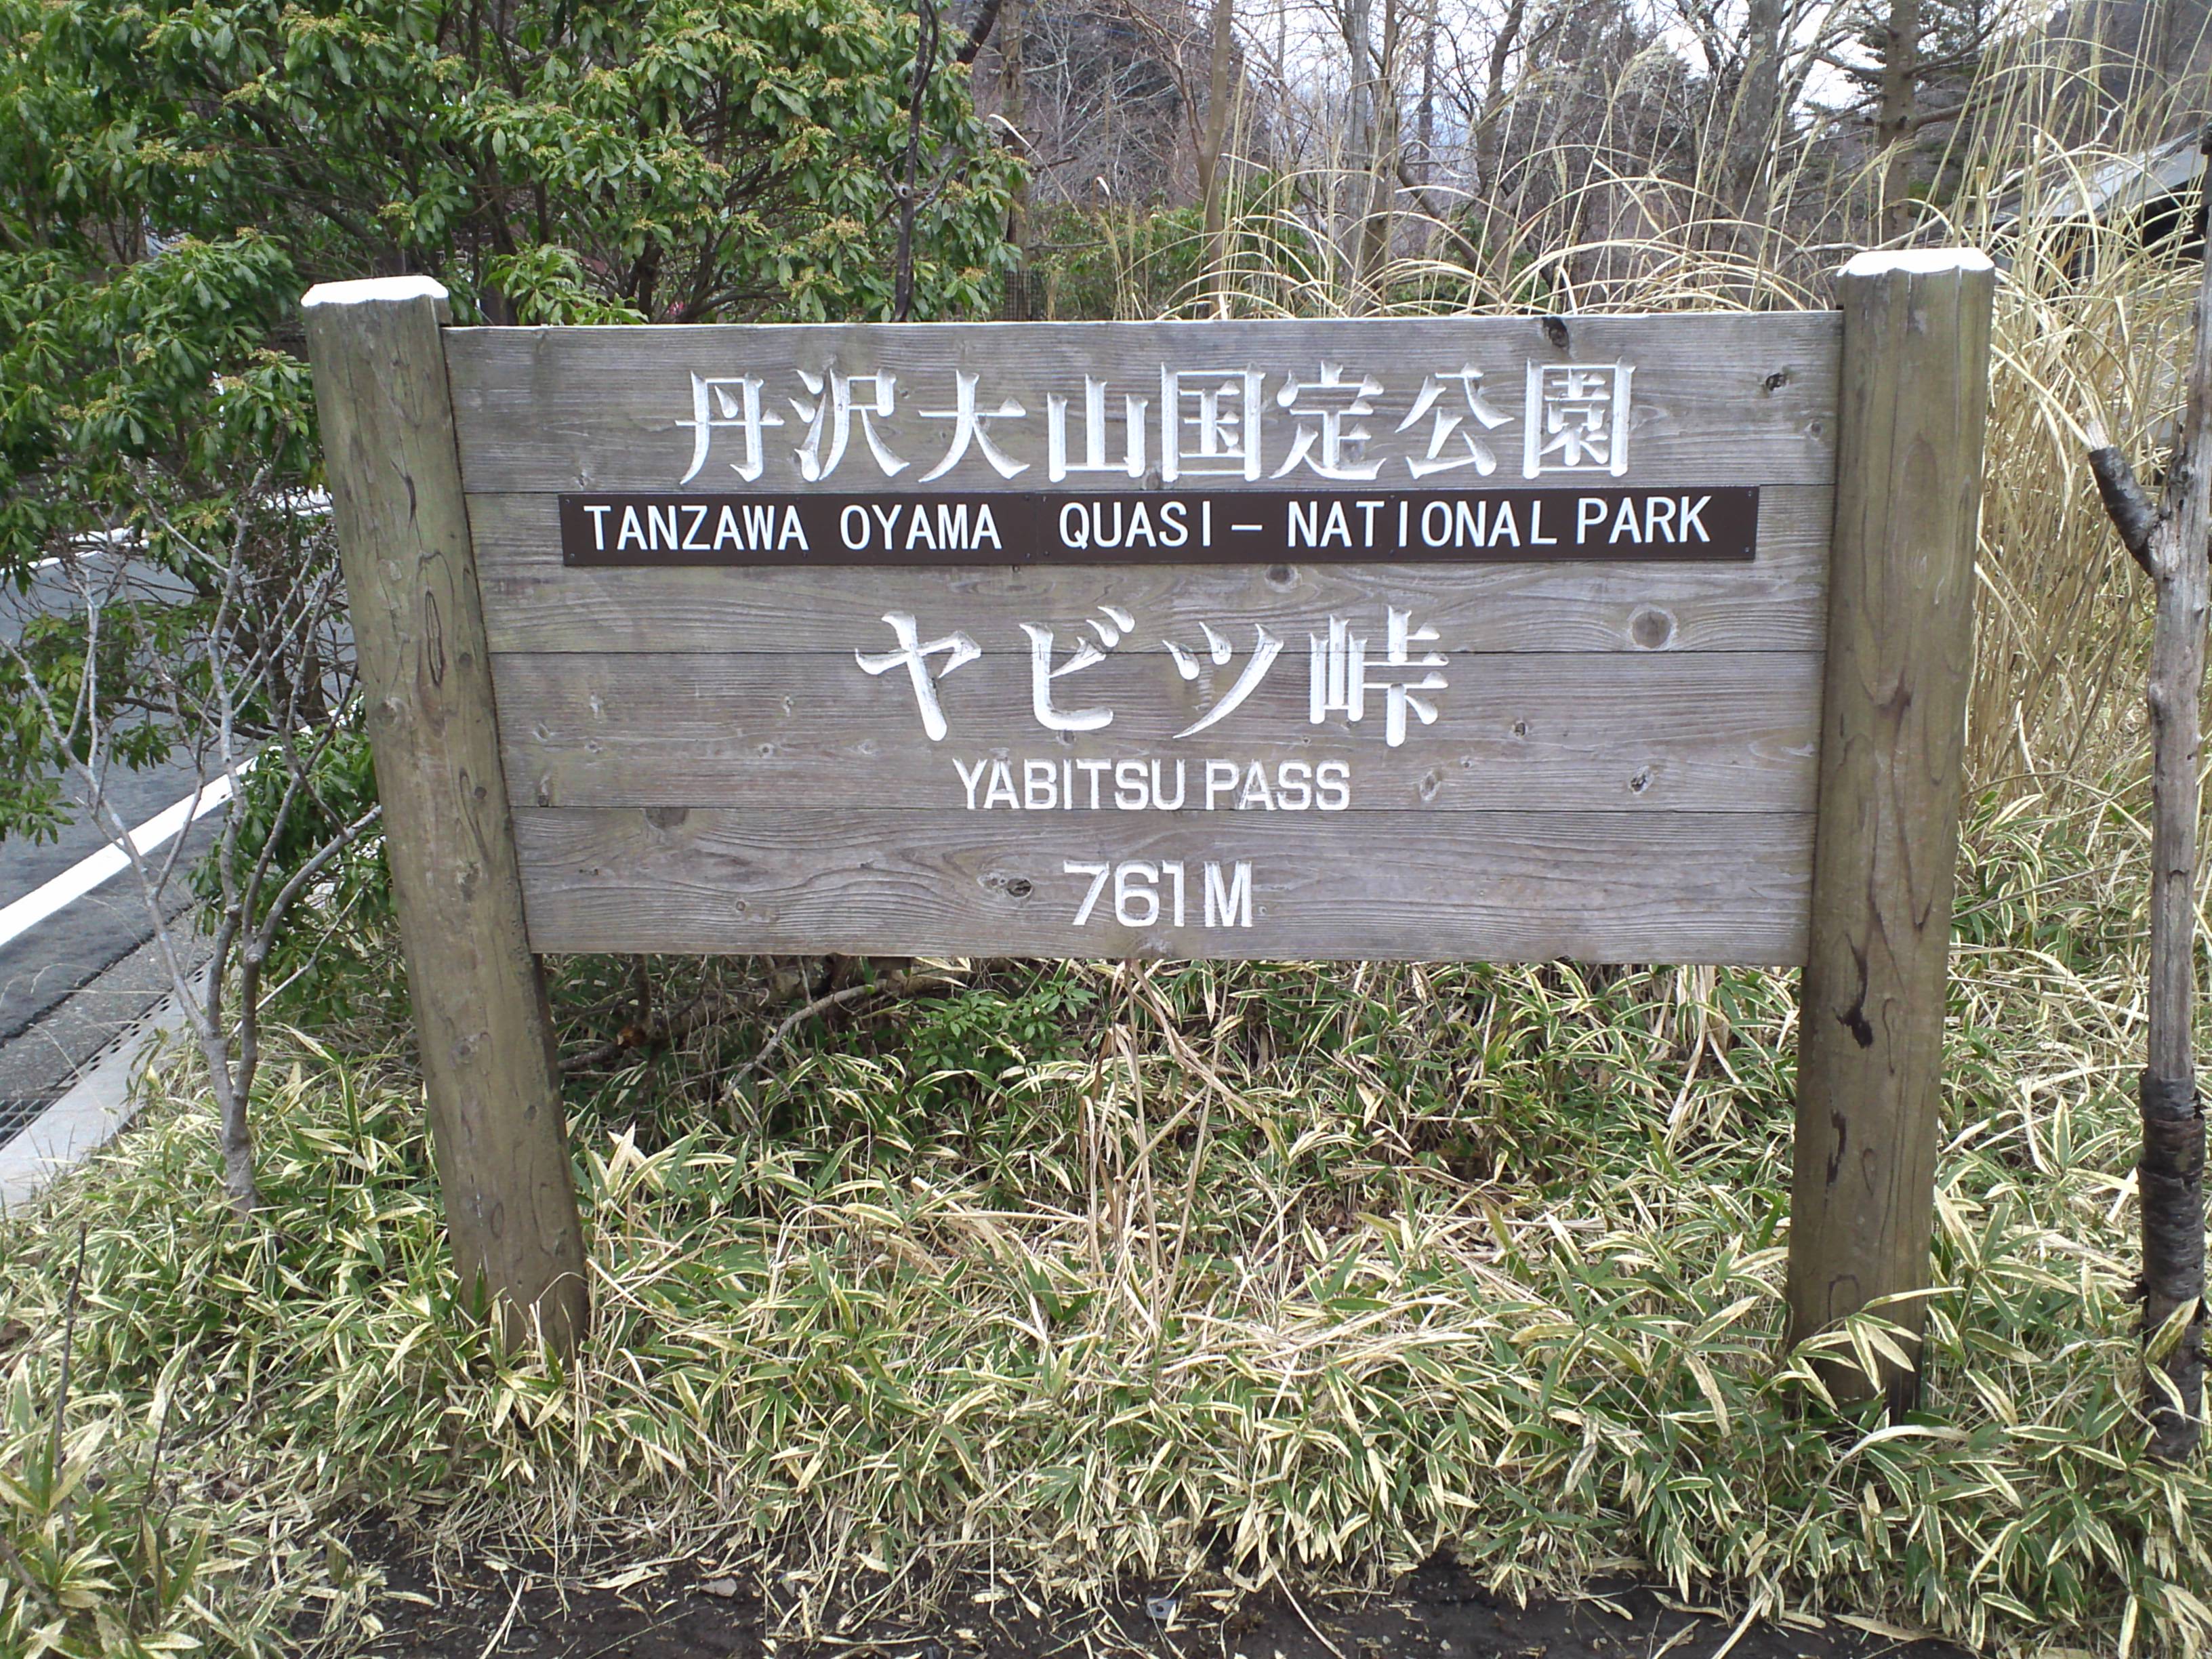 丹沢大山国定公園
TANZAWA OYAMA QUASI-NATIONAL PARK
ヤビツ峠
YABITSU PASS
761M